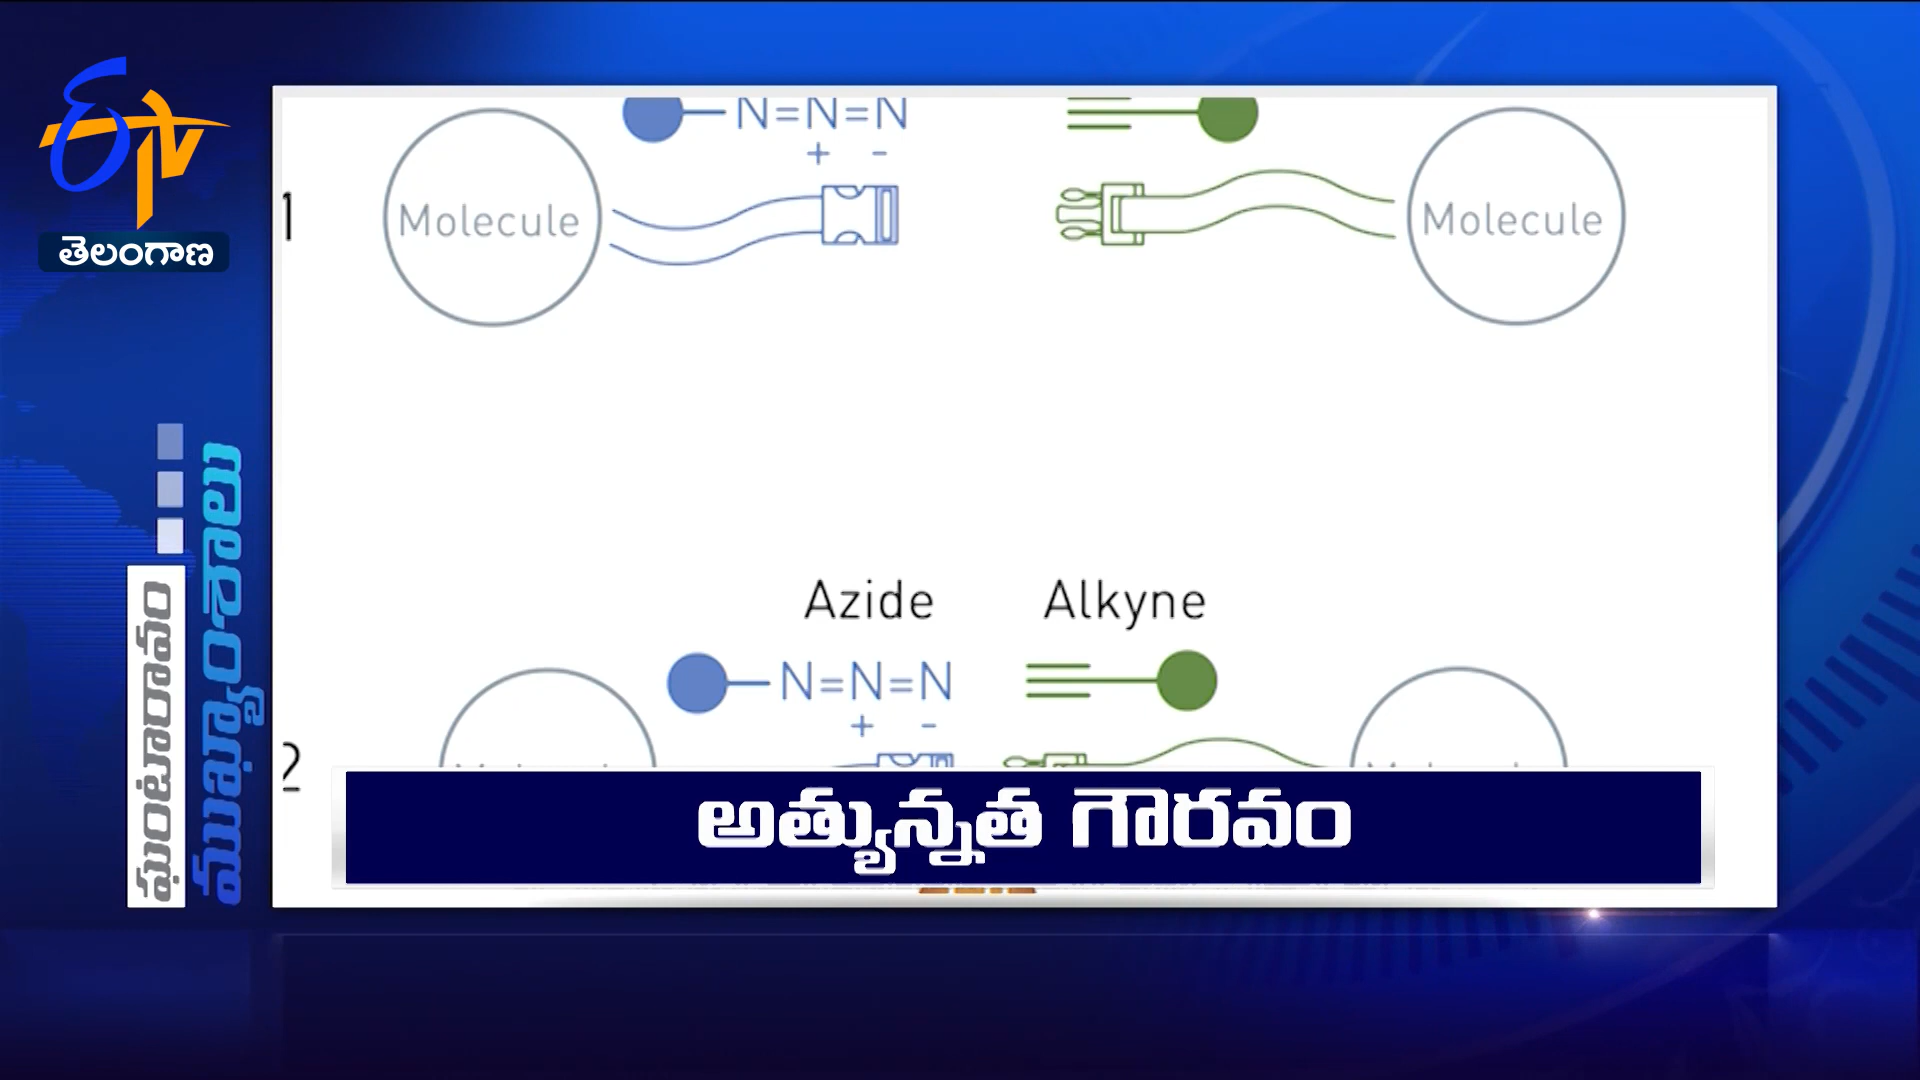 ETV
తెలంగాణ
ఘంటారావం
ముఖ్యాంశాలు
N=N=N
+ -
1
Molecule
Molecule
Azide Alkyne
N=N=N
+ -
2
అత్యున్నత గౌరవం